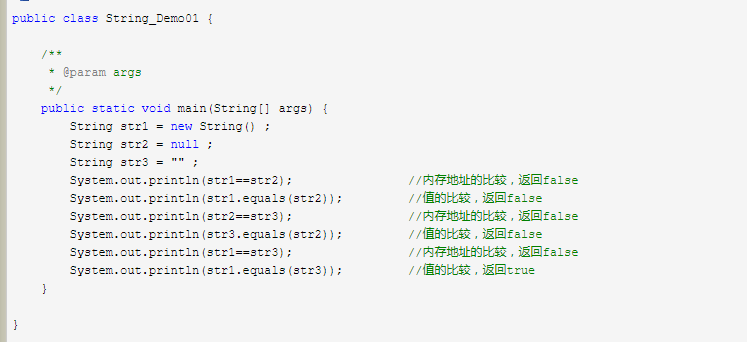 public class String_Demo01 {
/**
* @param args
*/
public static void main(String[] args) {
String str1 = new String() ;
String str2 = null ;
String str3 = "" ;
System.out.println(str1==str2); //内存地址的比较，返回false
System.out.println(str1.equals(str2)); //值的比较，返回false
System.out.println(str2==str3); //内存地址的比较，返回false
System.out.println(str3.equals(str2)); //值的比较，返回false
System.out.println(str1==str3); //内存地址的比较，返回false
System.out.println(str1.equals(str3)); //值的比较，返回true
}
}